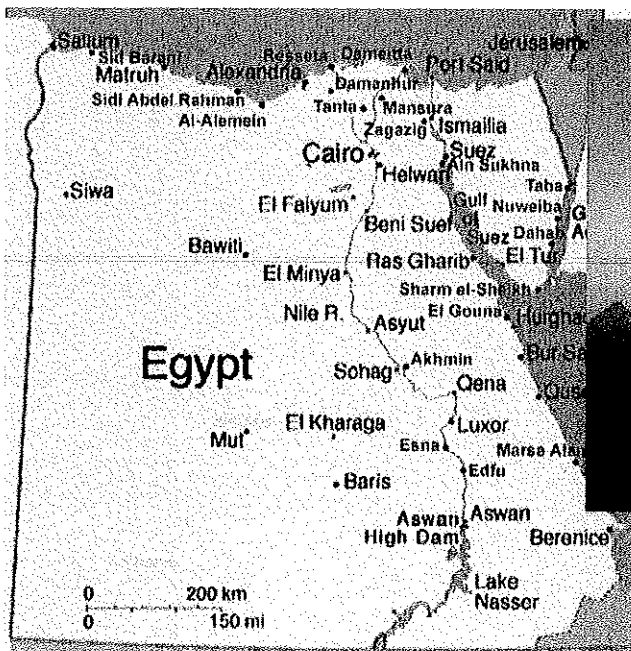 Sallum
Sidi Barani
Matruh
Alexandria
Rosseta
Dametta
Port Said
Jerusalem
Damanhur
Sidi Abdel Rahman
Al-Alemein
Tanta
Mansura
Zagazig
Ismailia
Cairo
Suez
Ain Sukhna
Helwan
Siwa
El Faiyum
Gulf
of
Suez
Taba
Nuweiba
Dahab
Beni Suef
El Tur
Bawiti
Ras Gharib
El Minya
Sharm el-Sheikh
Nile R.
El Gouna
Asyut
Egypt
Sohag
Akhmin
Qena
Mut
El Kharaga
Luxor
Esna
Marsa Alam
Edfu
Baris
Aswan
High Dam
Aswan
Berenice
0 200 km
0 150 mi
Lake
Nasser